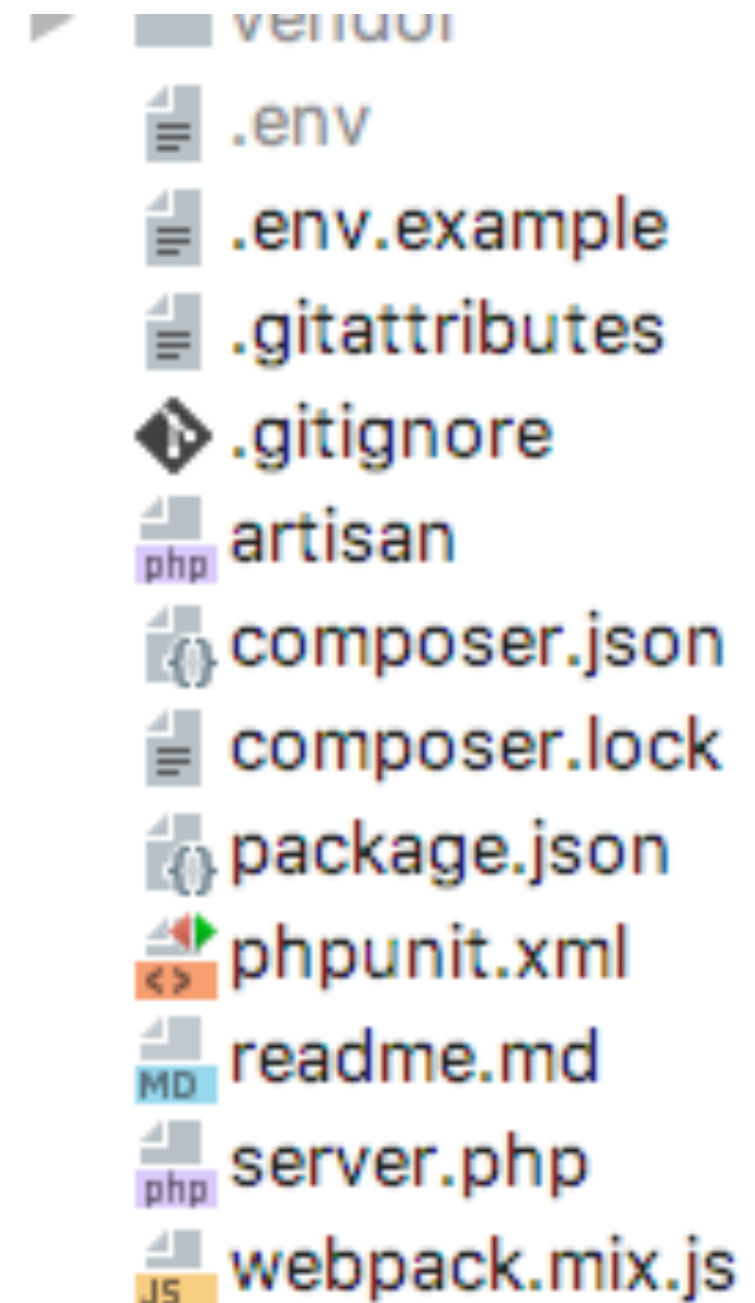 vendor
.env
.env.example
.gitattributes
.gitignore
php artisan
composer.json
composer.lock
package.json
<> phpunit.xml
MD readme.md
php server.php
JS webpack.mix.js